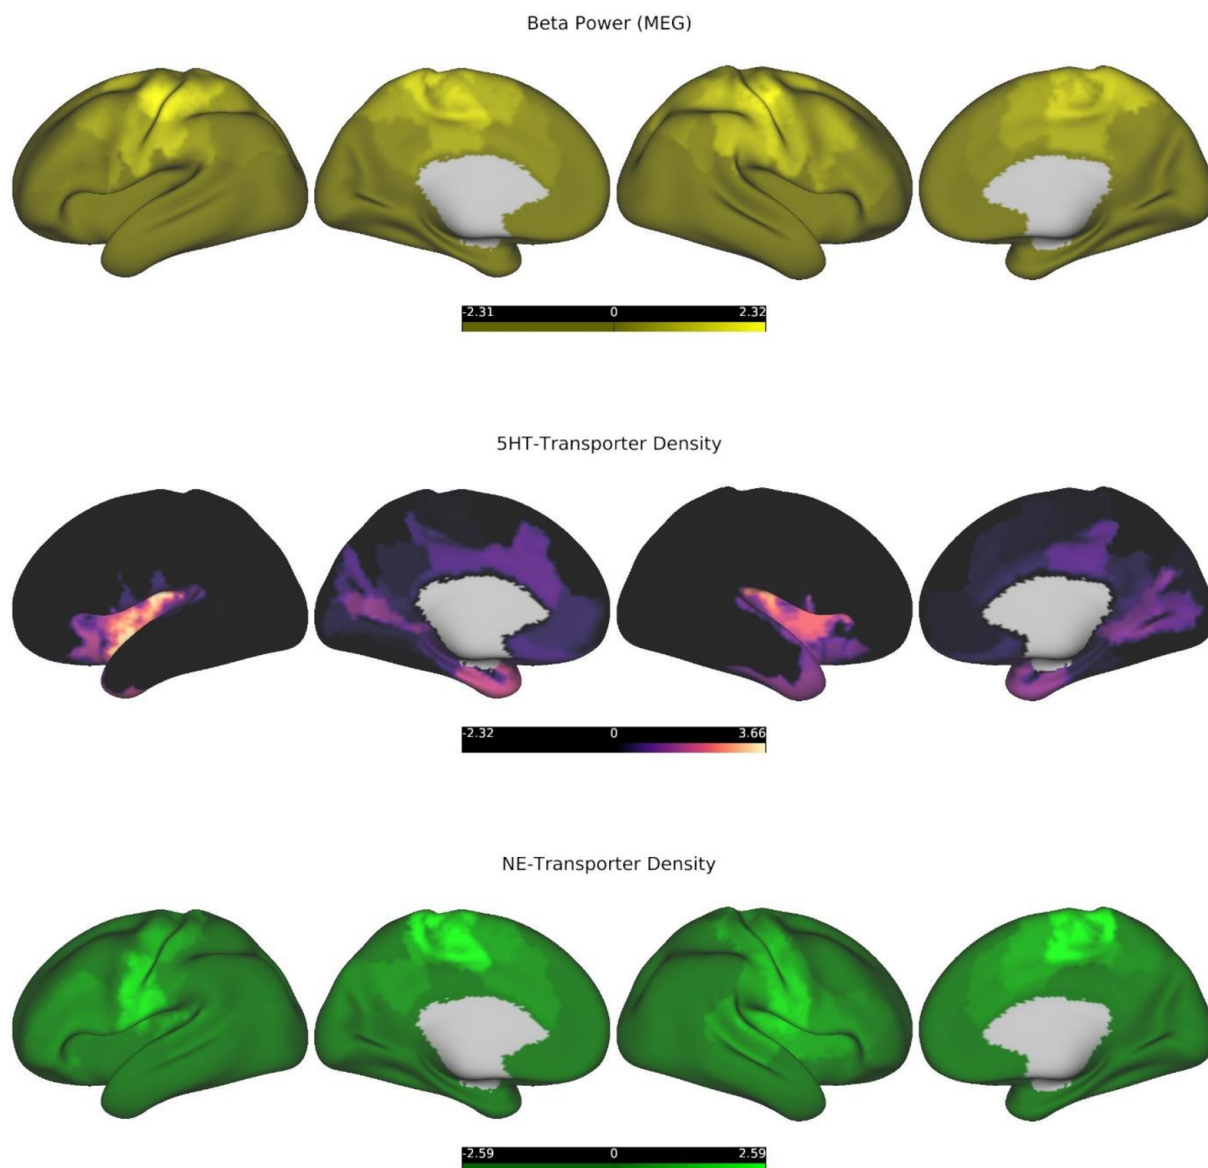 Beta Power (MEG)
-2.31 0 2.32
5HT-Transporter Density
-2.32 0 3.66
NE-Transporter Density
-2.59 0 2.59